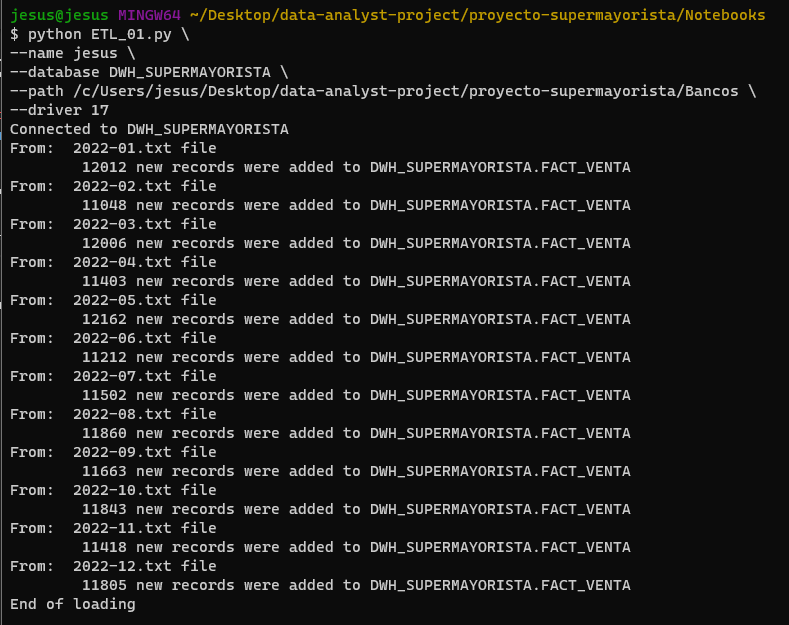 jesus@jesus MINGW64 ~/Desktop/data-analyst-project/proyecto-supermayorista/Notebooks
$ python ETL_01.py \
--name jesus \
--database DWH_SUPERMAYORISTA \
--path /c/Users/jesus/Desktop/data-analyst-project/proyecto-supermayorista/Bancos \
--driver 17
Connected to DWH_SUPERMAYORISTA
From:  2022-01.txt file
        12012 new records were added to DWH_SUPERMAYORISTA.FACT_VENTA
From:  2022-02.txt file
        11048 new records were added to DWH_SUPERMAYORISTA.FACT_VENTA
From:  2022-03.txt file
        12006 new records were added to DWH_SUPERMAYORISTA.FACT_VENTA
From:  2022-04.txt file
        11403 new records were added to DWH_SUPERMAYORISTA.FACT_VENTA
From:  2022-05.txt file
        12162 new records were added to DWH_SUPERMAYORISTA.FACT_VENTA
From:  2022-06.txt file
        11212 new records were added to DWH_SUPERMAYORISTA.FACT_VENTA
From:  2022-07.txt file
        11502 new records were added to DWH_SUPERMAYORISTA.FACT_VENTA
From:  2022-08.txt file
        11860 new records were added to DWH_SUPERMAYORISTA.FACT_VENTA
From:  2022-09.txt file
        11663 new records were added to DWH_SUPERMAYORISTA.FACT_VENTA
From:  2022-10.txt file
        11843 new records were added to DWH_SUPERMAYORISTA.FACT_VENTA
From:  2022-11.txt file
        11418 new records were added to DWH_SUPERMAYORISTA.FACT_VENTA
From:  2022-12.txt file
        11805 new records were added to DWH_SUPERMAYORISTA.FACT_VENTA
End of loading